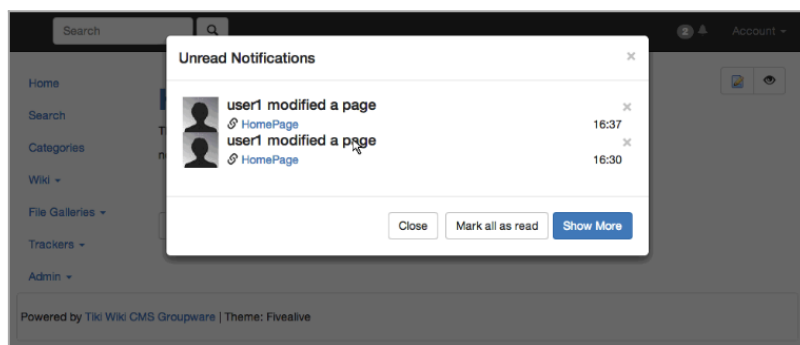 Search
2
Account
Unread Notifications
×
Home
Search
Categories
Wiki
File Galleries
Trackers
Admin
user1 modified a page
×
HomePage
16:37
user1 modified a page
×
HomePage
16:30
Close
Mark all as read
Show More
Powered by Tiki Wiki CMS Groupware | Theme: Fivealive